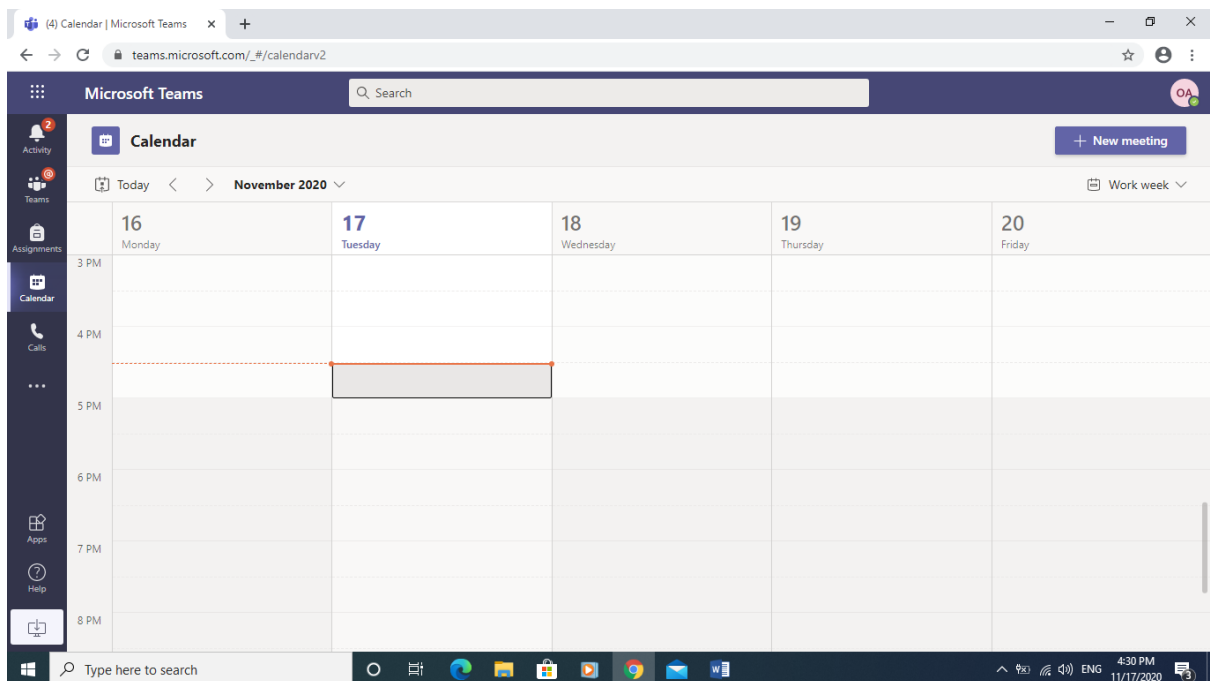 (4) Calendar | Microsoft Teams
teams.microsoft.com/_#/calendarv2
Microsoft Teams
Search
OA
2
Activity
Calendar
+ New meeting
@
Teams
Today
November 2020
Work week
Assignments
16
Monday
17
Tuesday
18
Wednesday
19
Thursday
20
Friday
3 PM
Calendar
4 PM
Calls
5 PM
6 PM
Apps
7 PM
Help
8 PM
Type here to search
ENG
4:30 PM
11/17/2020
3